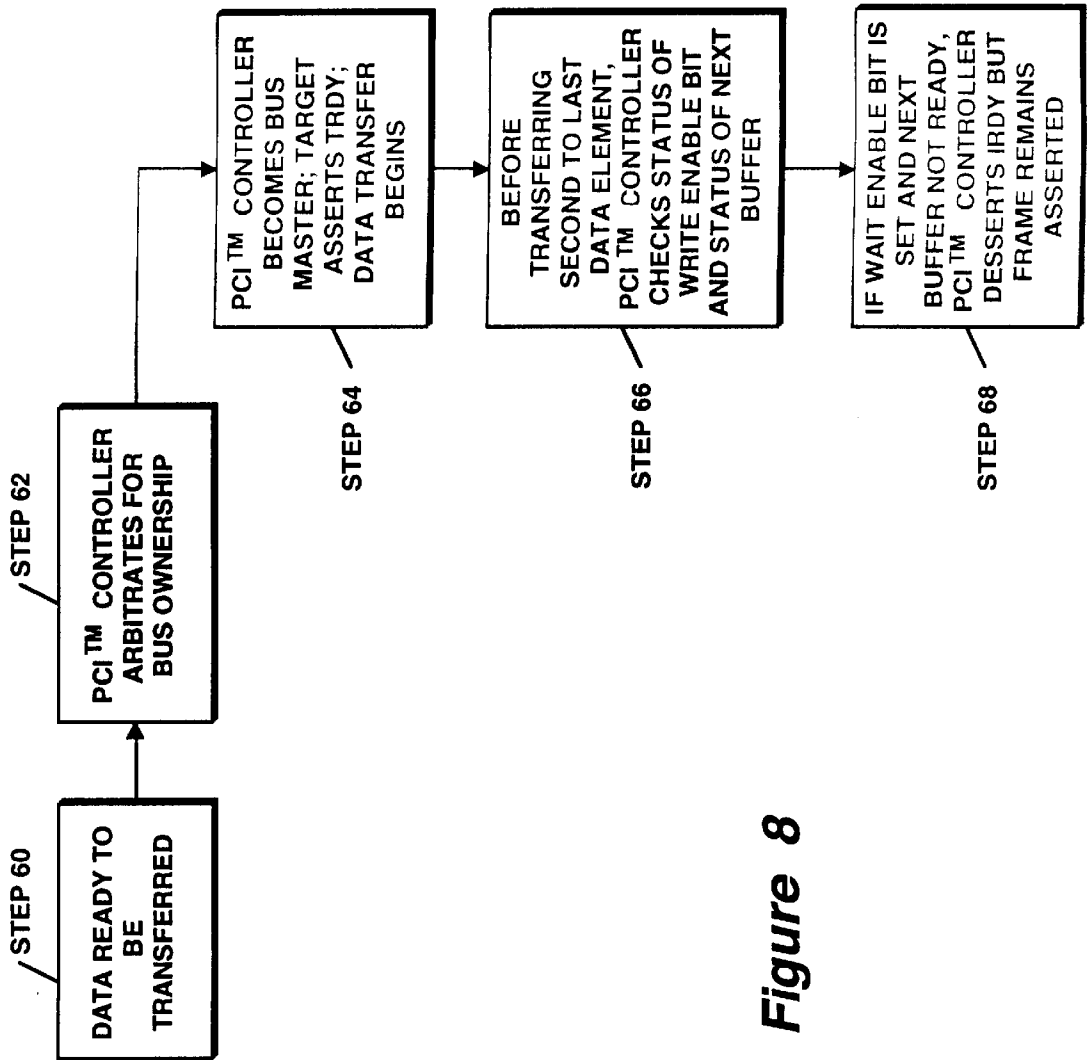 STEP 60
DATA READY TO
BE
TRANSFERRED
STEP 62
PCI™ CONTROLLER
ARBITRATES FOR
BUS OWNERSHIP
PCI™ CONTROLLER
BECOMES BUS
MASTER; TARGET
ASSERTS TRDY;
DATA TRANSFER
BEGINS
STEP 64
BEFORE
TRANSFERRING
SECOND TO LAST
DATA ELEMENT,
PCI™ CONTROLLER
CHECKS STATUS OF
WRITE ENABLE BIT
AND STATUS OF NEXT
BUFFER
STEP 66
IF WAIT ENABLE BIT IS
SET AND NEXT
BUFFER NOT READY,
PCI™ CONTROLLER
DESSERTS IRDY BUT
FRAME REMAINS
ASSERTED
STEP 68
Figure 8